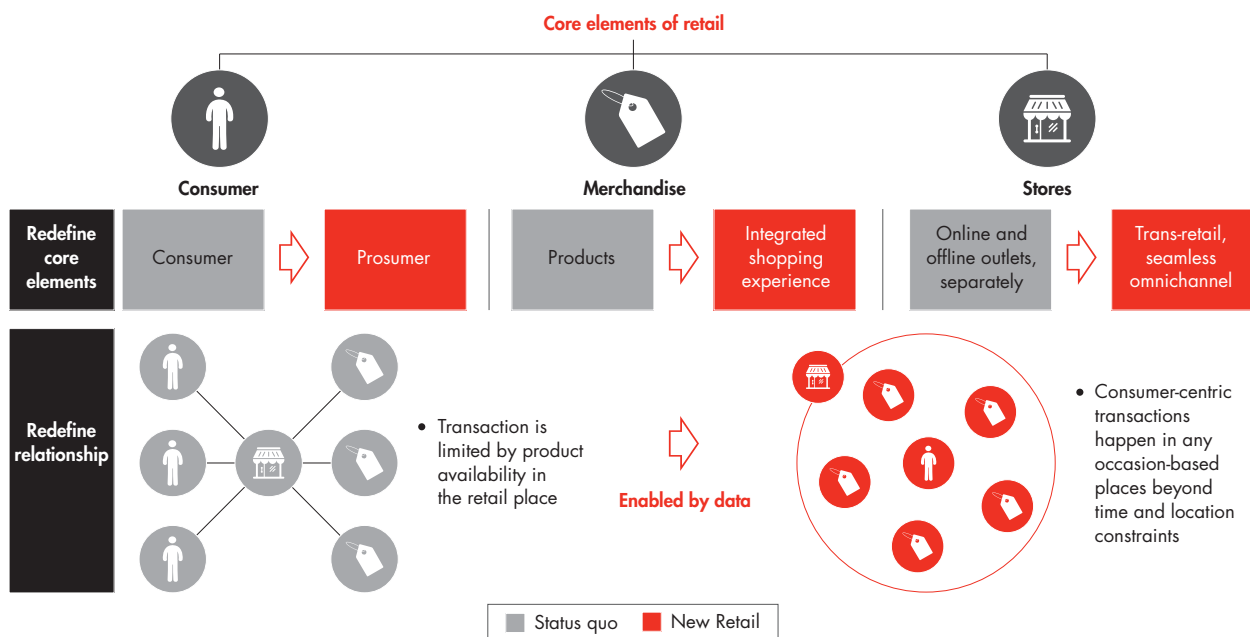 Core elements of retail
Consumer
Merchandise
Stores
Redefine
core
elements
Consumer
Prosumer
Products
Integrated
shopping
experience
Online and
offline outlets,
separately
Trans-retail,
seamless
omnichannel
Redefine
relationship
• Transaction is
limited by product
availability in
the retail place
Enabled by data
• Consumer-centric
transactions
happen in any
occasion-based
places beyond
time and location
constraints
Status quo
New Retail